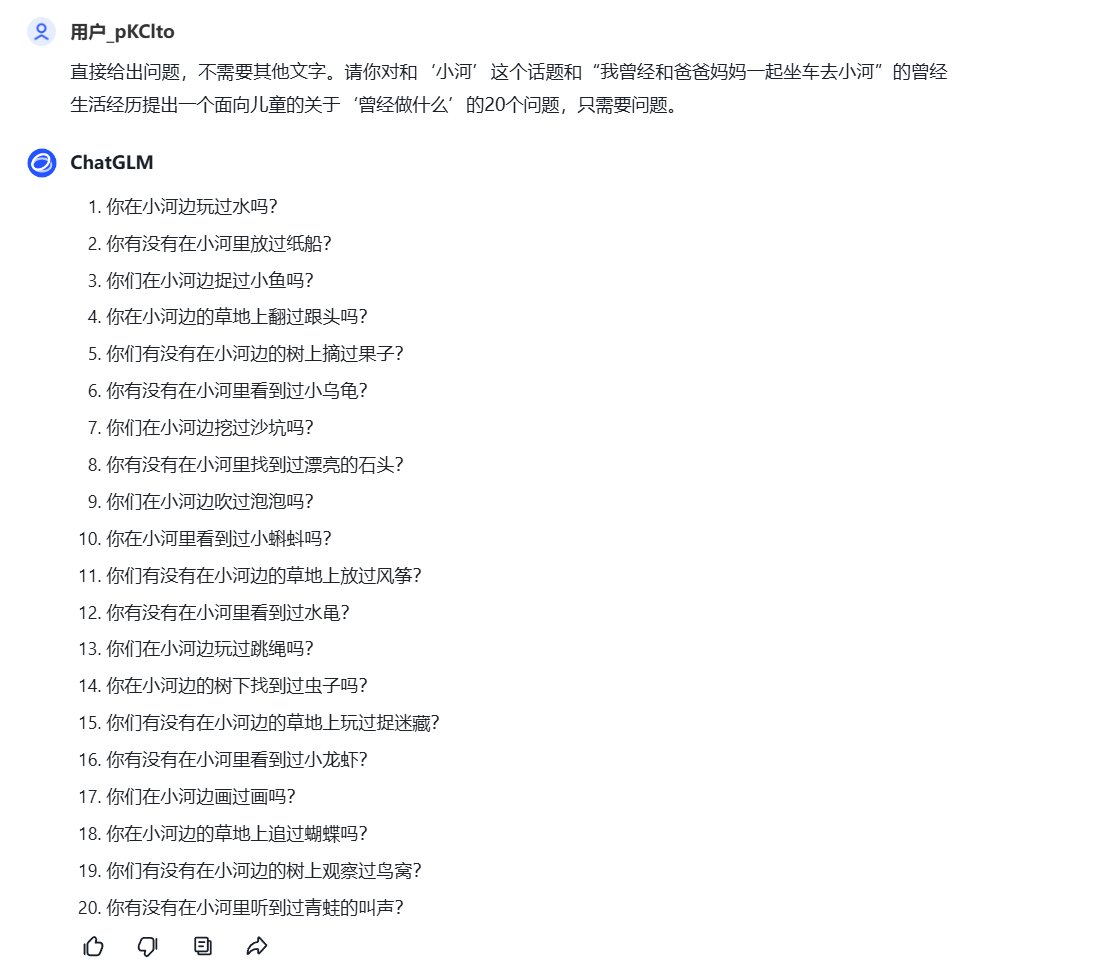 用户_pKClto
直接给出问题，不需要其他文字。请你对和‘小河’这个话题和“我曾经和爸爸妈妈一起坐车去小河”的曾经
生活经历提出一个面向儿童的关于‘曾经做什么’的20个问题，只需要问题。
ChatGLM
1. 你在小河边玩过水吗？
2. 你有没有在小河里放过纸船？
3. 你们在小河边捉过小鱼吗？
4. 你在小河边的草地上翻过跟头吗？
5. 你们有没有在小河边的树上摘过果子？
6. 你有没有在小河里看到过小乌龟？
7. 你们在小河边挖过沙坑吗？
8. 你有没有在小河里找到过漂亮的石头？
9. 你们在小河边吹过泡泡吗？
10. 你在小河里看到过小蝌蚪吗？
11. 你们有没有在小河边的草地上放过风筝？
12. 你有没有在小河里看到过水黾？
13. 你们在小河边玩过跳绳吗？
14. 你在小河边的树下找到过虫子吗？
15. 你们有没有在小河边的草地上玩过捉迷藏？
16. 你有没有在小河里看到过小龙虾？
17. 你们在小河边画过画吗？
18. 你在小河边的草地上追过蝴蝶吗？
19. 你们有没有在小河边的树上观察过鸟窝？
20. 你有没有在小河里听到过青蛙的叫声？